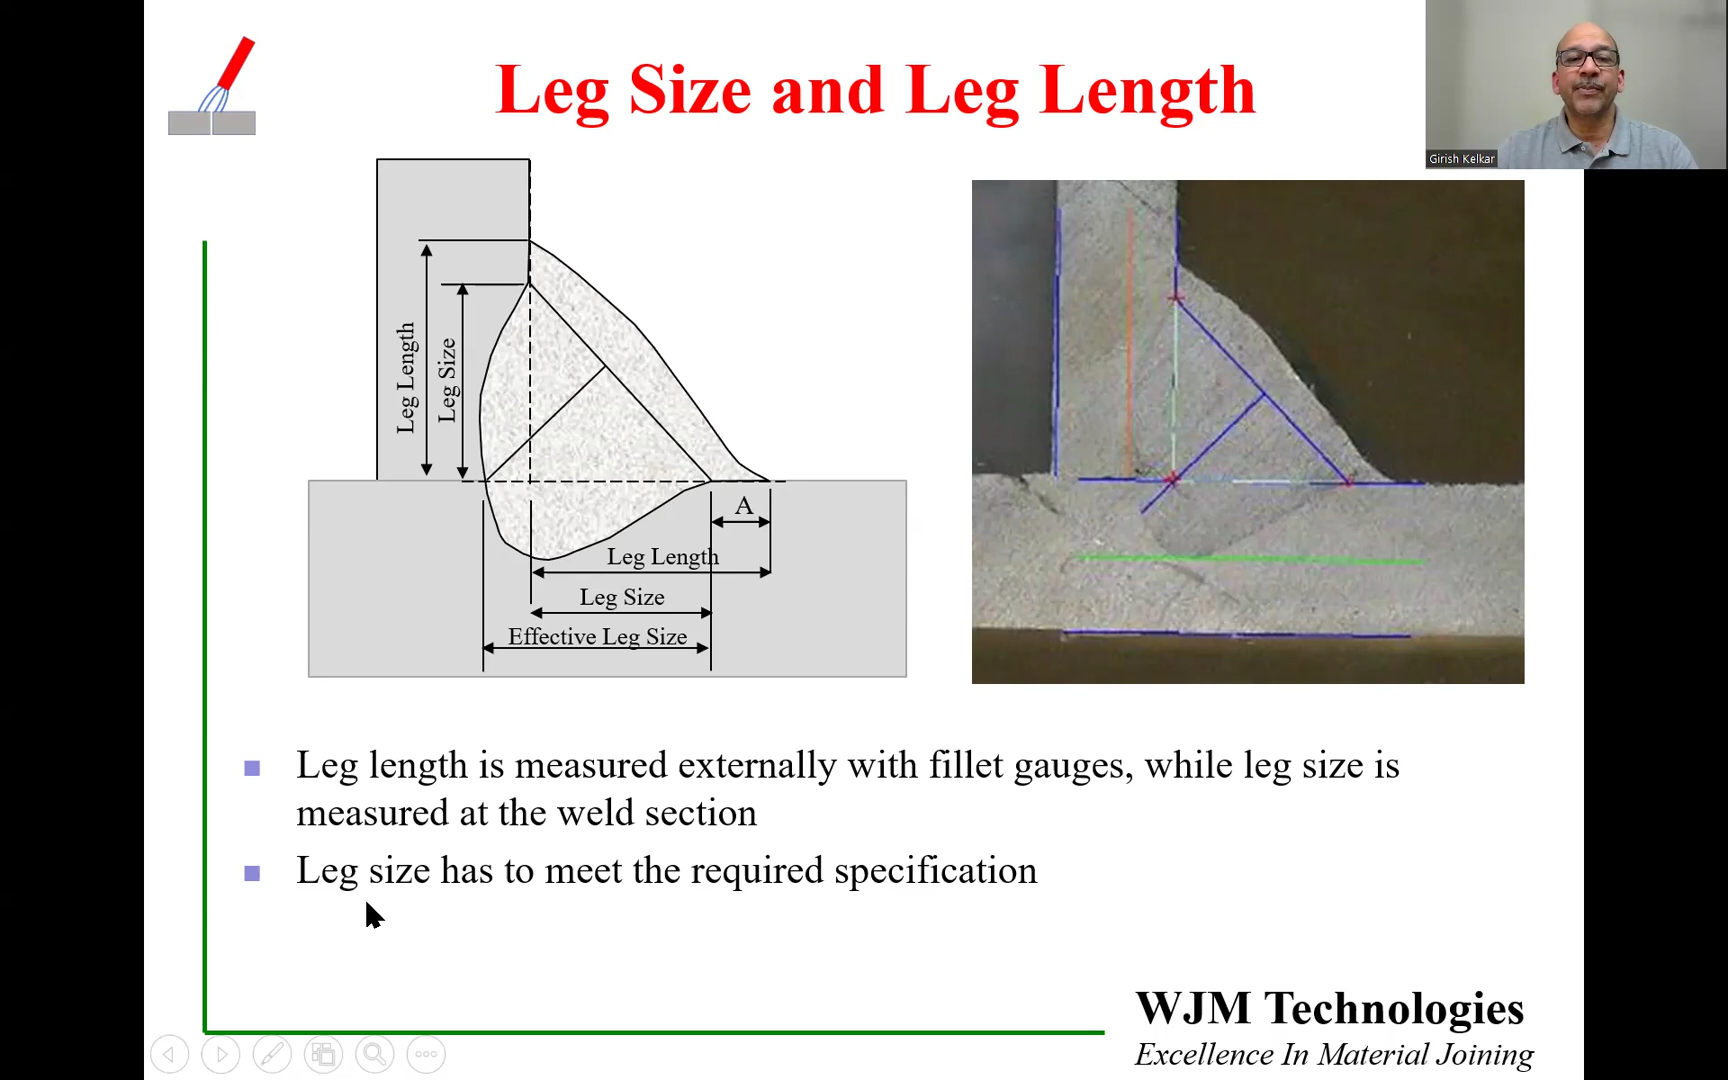 Leg Size and Leg Length
Girish Kelkar
Leg Length
Leg Size
A
Leg Length
Leg Size
Effective Leg Size
Leg length is measured externally with fillet gauges, while leg size is
measured at the weld section
Leg size has to meet the required specification
WJM Technologies
Excellence In Material Joining